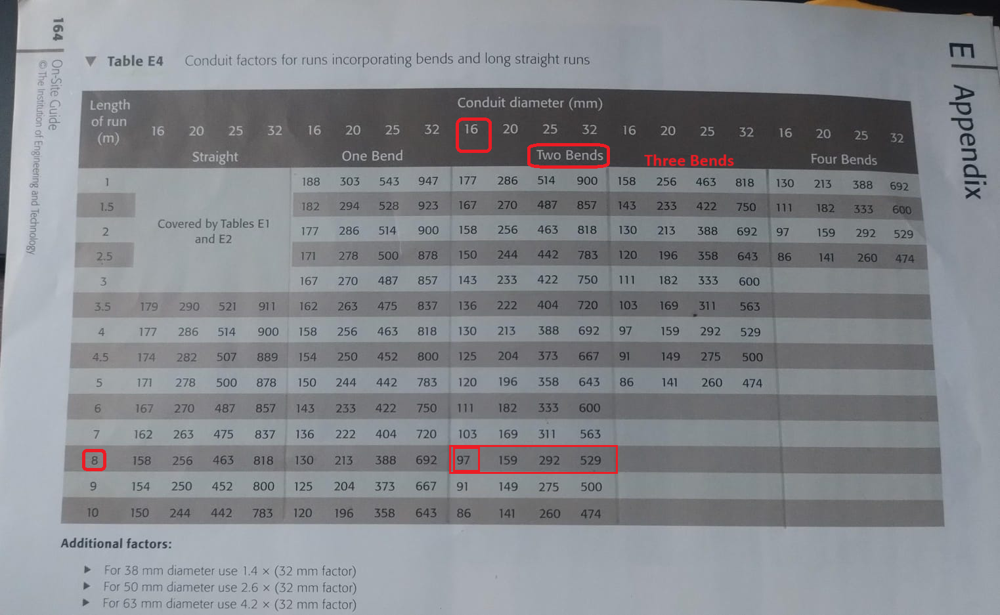 164
On-Site Guide
© The Institution of Engineering and Technology
E Appendix
▼ Table E4 Conduit factors for runs incorporating bends and long straight runs
Length of run (m)
Conduit diameter (mm)
16 20 25 32 16 20 25 32 16 20 25 32 16 20 25 32 16 20 25 32
Straight One Bend Two Bends Three Bends Four Bends
Covered by Tables E1 and E2
1 188 303 543 947 177 286 514 900 158 256 463 818 130 213 388 692
1.5 182 294 528 923 167 270 487 857 143 233 422 750 111 182 333 600
2 177 286 514 900 158 256 463 818 130 213 388 692 97 159 292 529
2.5 171 278 500 878 150 244 442 783 120 196 358 643 86 141 260 474
3 167 270 487 857 143 233 422 750 111 182 333 600
3.5 179 290 521 911 162 263 475 837 136 222 404 720 103 169 311 563
4 177 286 514 900 158 256 463 818 130 213 388 692 97 159 292 529
4.5 174 282 507 889 154 250 452 800 125 204 373 667 91 149 275 500
5 171 278 500 878 150 244 442 783 120 196 358 643 86 141 260 474
6 167 270 487 857 143 233 422 750 111 182 333 600
7 162 263 475 837 136 222 404 720 103 169 311 563
8 158 256 463 818 130 213 388 692 97 159 292 529
9 154 250 452 800 125 204 373 667 91 149 275 500
10 150 244 442 783 120 196 358 643 86 141 260 474
Additional factors:
▶ For 38 mm diameter use 1.4 × (32 mm factor)
▶ For 50 mm diameter use 2.6 × (32 mm factor)
▶ For 63 mm diameter use 4.2 × (32 mm factor)